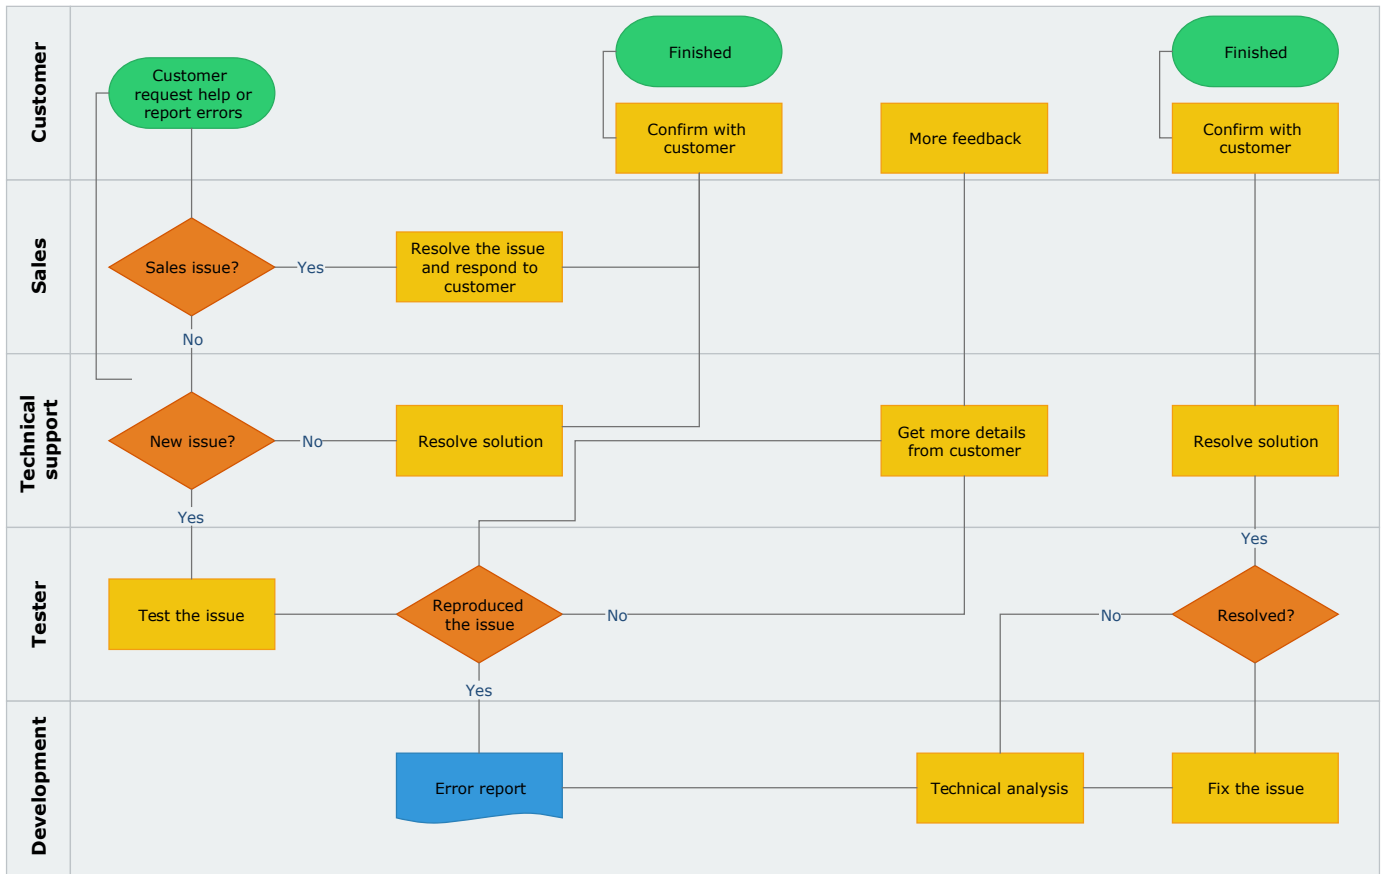 Customer
Customer
request help or
report errors
Finished
Confirm with
customer
More feedback
Finished
Confirm with
customer
Sales
Sales issue?
Yes
Resolve the issue
and respond to
customer
No
Technical
support
New issue?
No
Resolve solution
Get more details
from customer
Resolve solution
Yes
Yes
Tester
Test the issue
Reproduced
the issue
No
No
Resolved?
Yes
Development
Error report
Technical analysis
Fix the issue